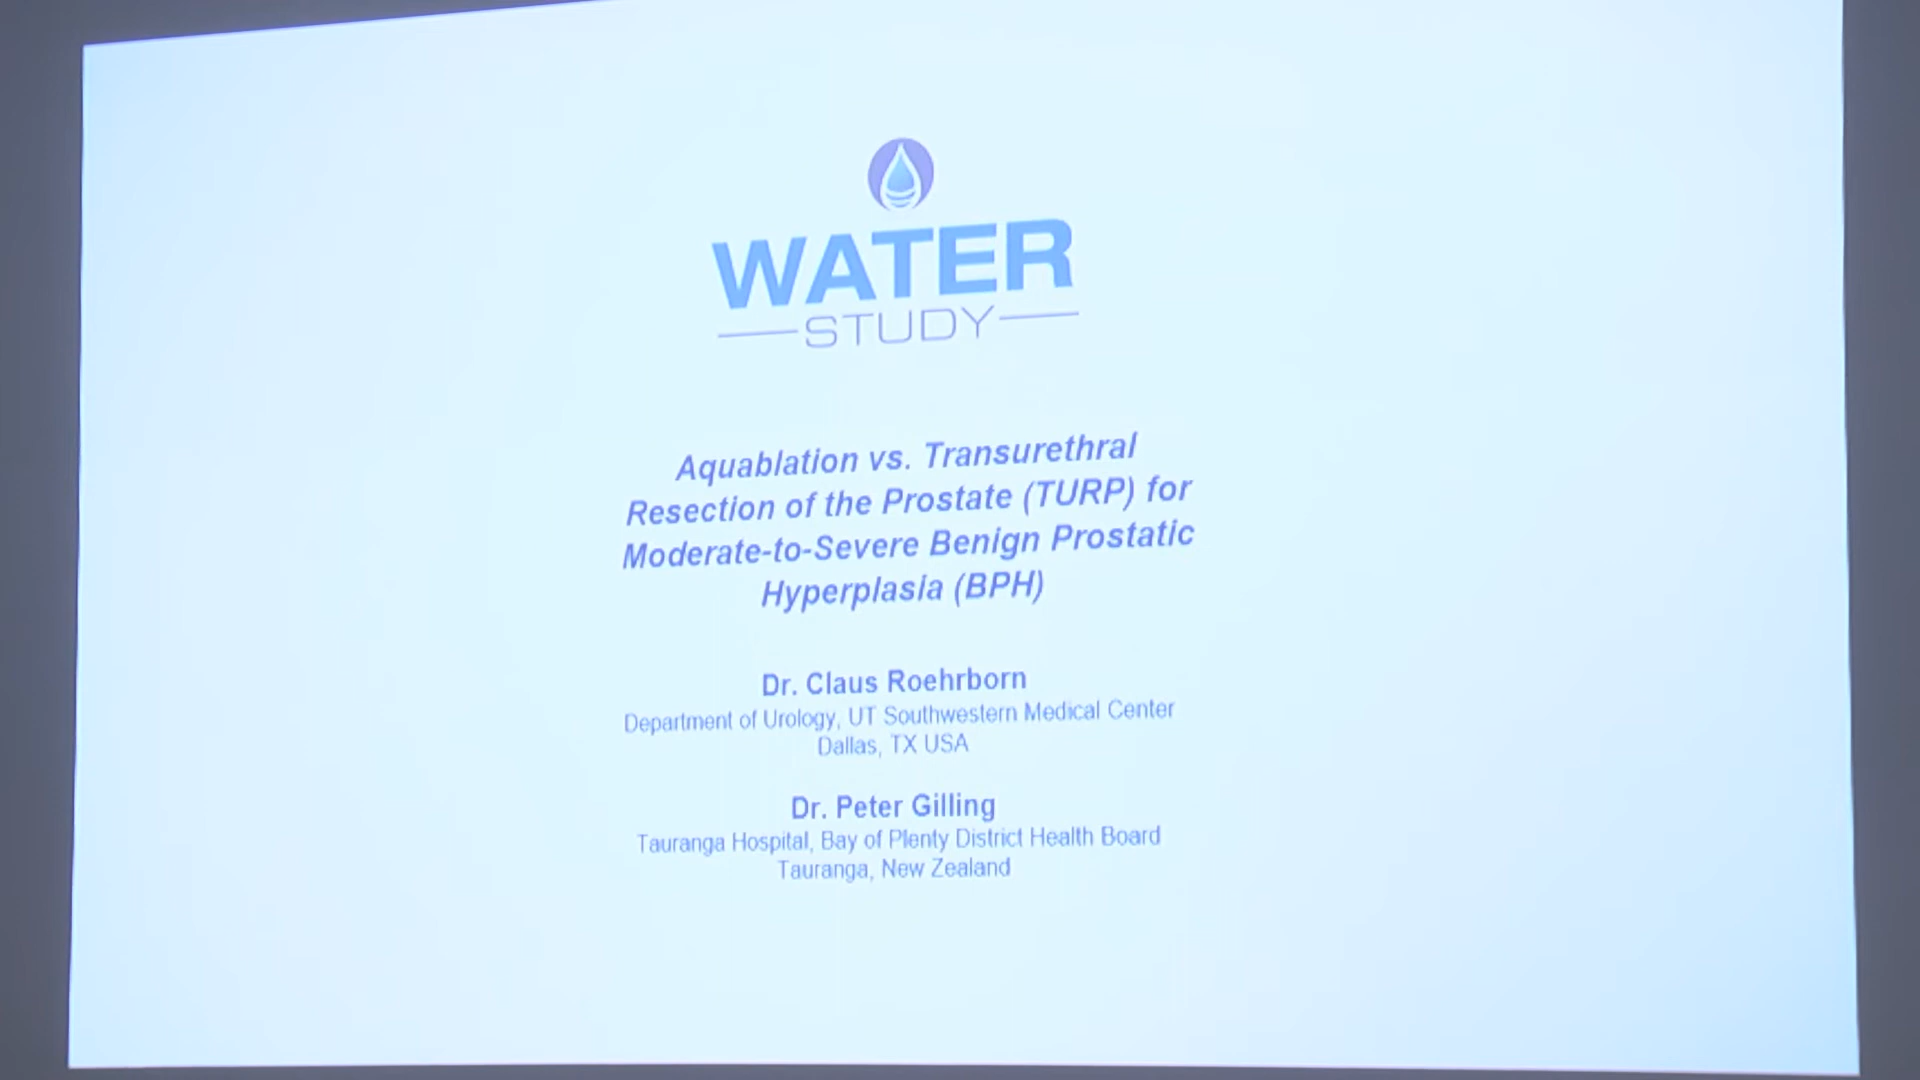 WATER
STUDY
Aquablation vs. Transurethral
Resection of the Prostate (TURP) for
Moderate-to-Severe Benign Prostatic
Hyperplasia (BPH)
Dr. Claus Roehrborn
Department of Urology, UT Southwestern Medical Center
Dallas, TX USA
Dr. Peter Gilling
Tauranga Hospital, Bay of Plenty District Health Board
Tauranga, New Zealand